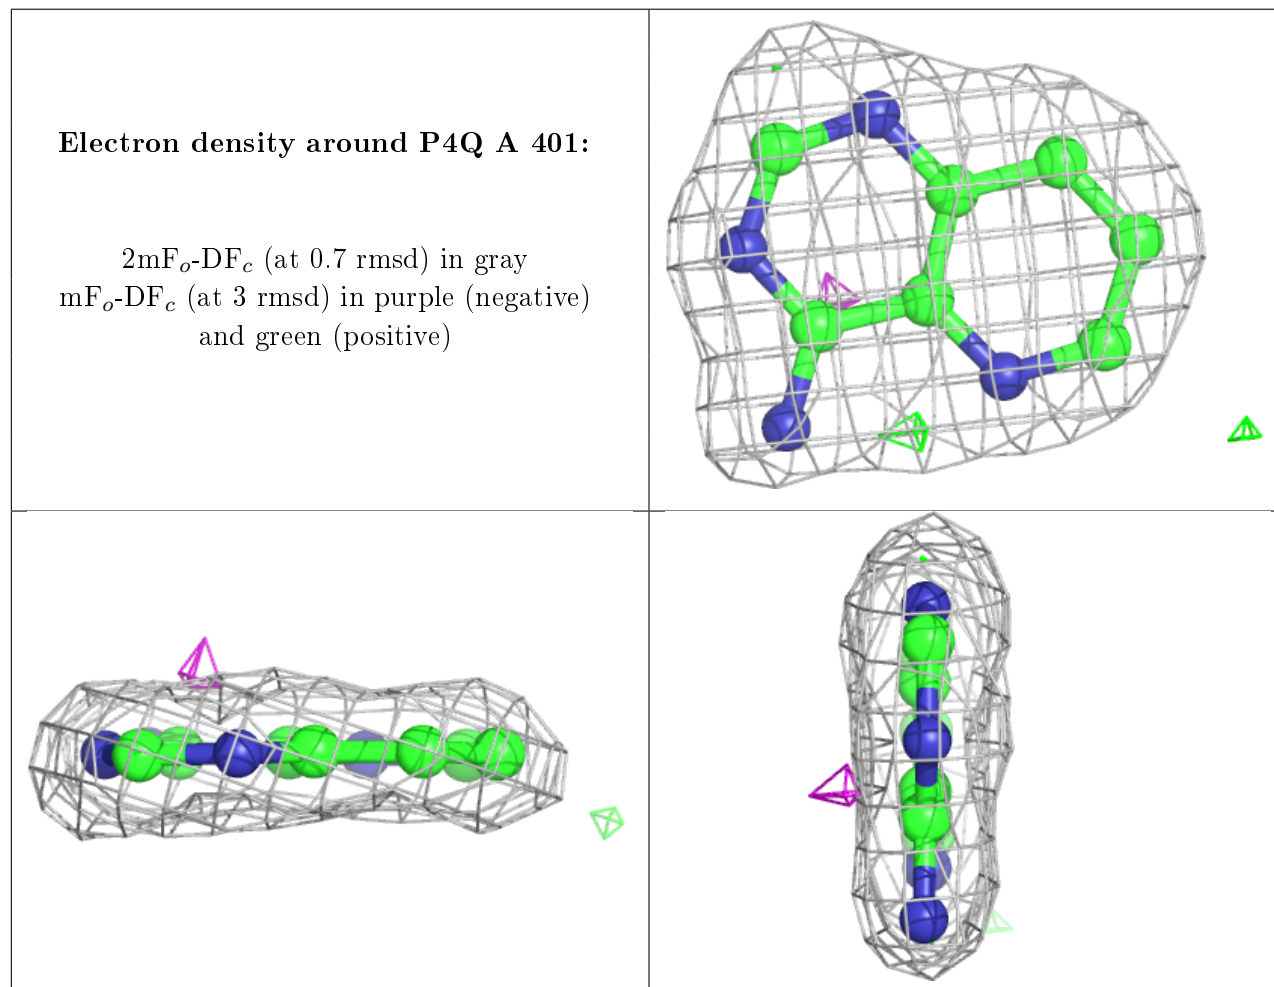 Electron density around P4Q A 401:
2mFₒ-DF𝒸 (at 0.7 rmsd) in gray
mFₒ-DF𝒸 (at 3 rmsd) in purple (negative)
and green (positive)